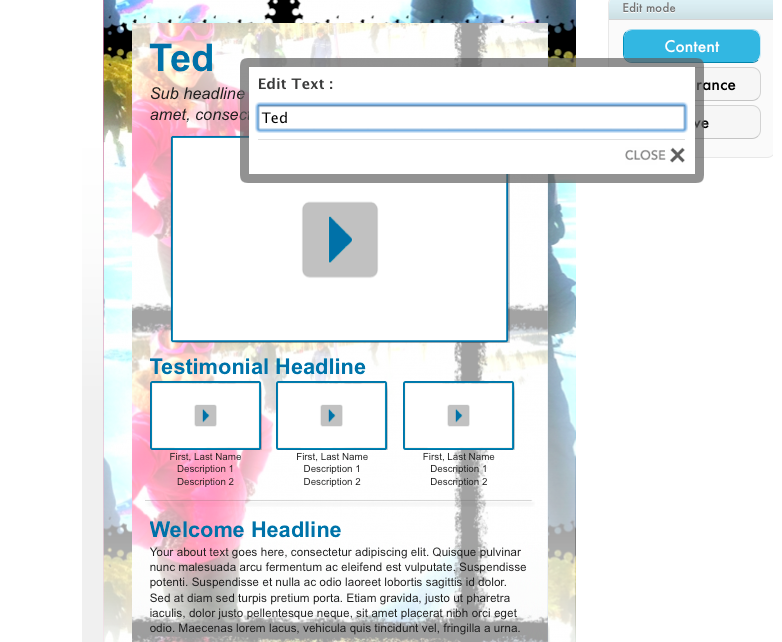 Edit mode
Content
rance
ve
Ted
Sub headline
amet, consec
Edit Text :
Ted
CLOSE
Testimonial Headline
First, Last Name
Description 1
Description 2
First, Last Name
Description 1
Description 2
First, Last Name
Description 1
Description 2
Welcome Headline
Your about text goes here, consectetur adipiscing elit. Quisque pulvinar
nunc malesuada arcu fermentum ac eleifend est vulputate. Suspendisse
potenti. Suspendisse et nulla ac odio laoreet lobortis sagittis id dolor.
Sed at diam sed turpis pretium porta. Etiam gravida, justo ut pharetra
iaculis, dolor justo pellentesque neque, sit amet placerat nibh orci eget
odio. Maecenas lorem lacus, vehicula quis tincidunt vel, fringilla a urna.